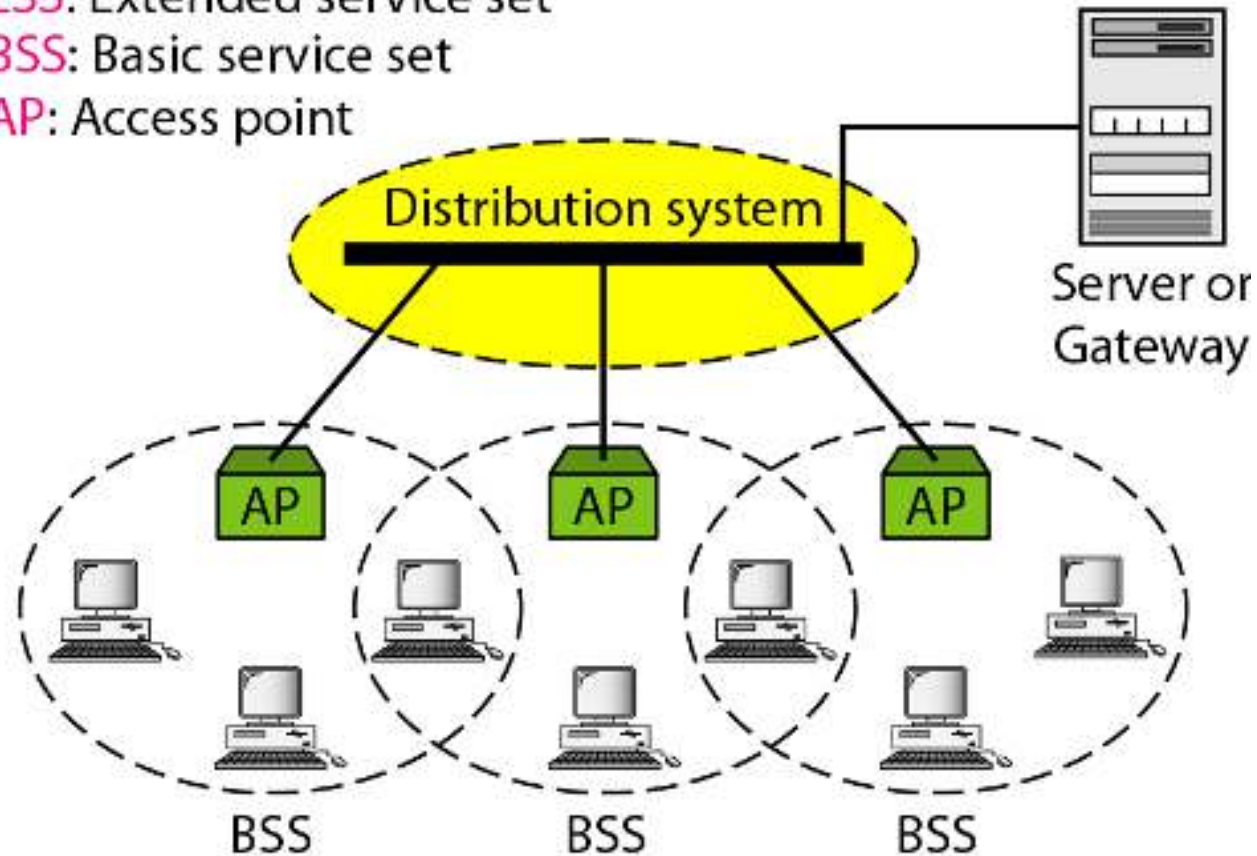 ESS: Extended service set
BSS: Basic service set
AP: Access point
Distribution system
Server or
Gateway
AP
AP
AP
BSS
BSS
BSS